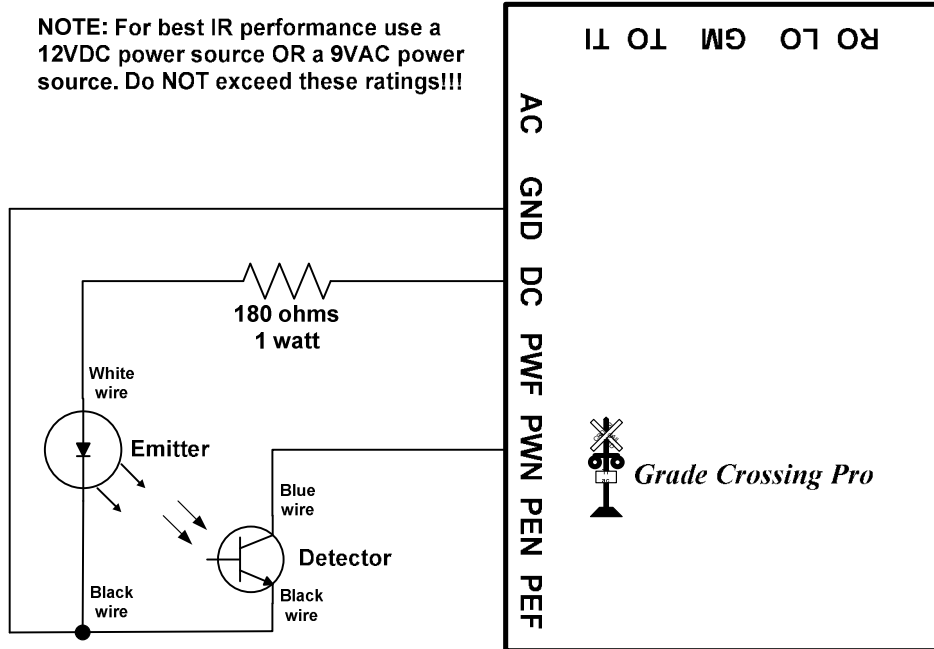 NOTE: For best IR performance use a
12VDC power source OR a 9VAC power
source. Do NOT exceed these ratings!!!
RO LO GM TO TI
AC
GND
DC
PWF
PWN
PEN
PEF
180 ohms
1 watt
White
wire
Emitter
Blue
wire
Detector
Black
wire
Black
wire
Grade Crossing Pro